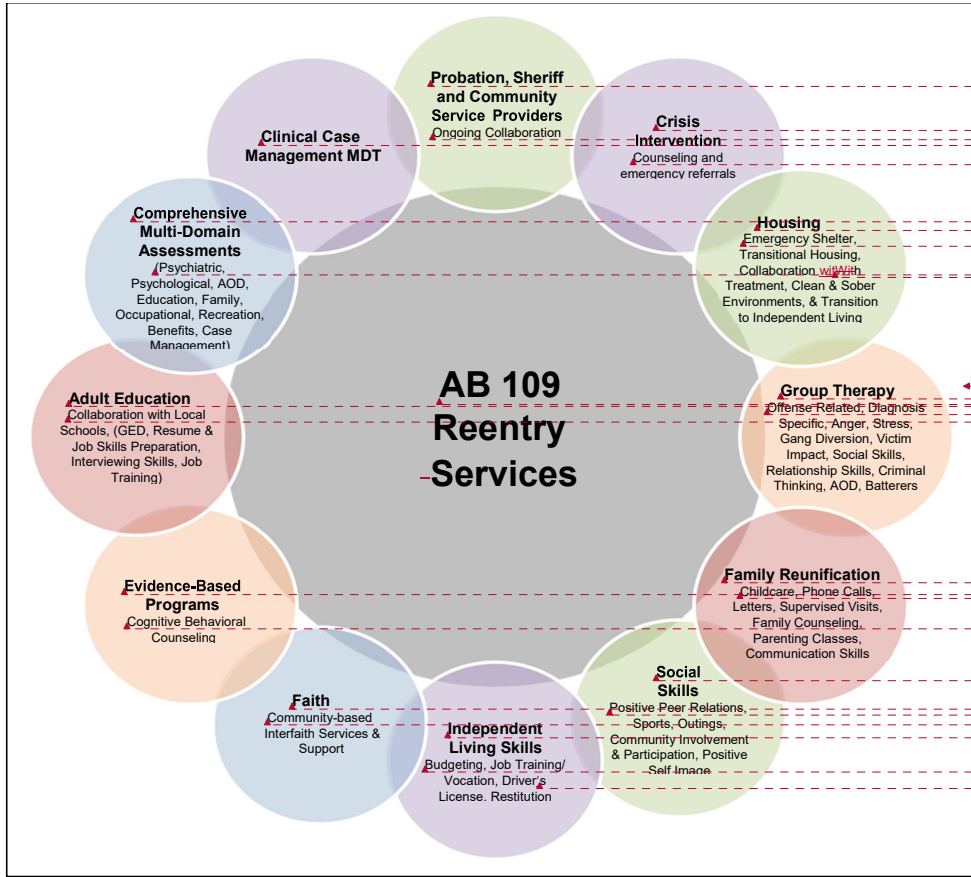 Probation, Sheriff
and Community
Service Providers
Ongoing Collaboration
Crisis
Intervention
Counseling and
emergency referrals
Housing
Emergency Shelter,
Transitional Housing,
Collaboration witWith
Treatment, Clean & Sober
Environments, & Transition
to Independent Living
Group Therapy
Offense Related, Diagnosis
Specific, Anger, Stress,
Gang Diversion, Victim
Impact, Social Skills,
Relationship Skills, Criminal
Thinking, AOD, Batterers
Family Reunification
Childcare, Phone Calls,
Letters, Supervised Visits,
Family Counseling,
Parenting Classes,
Communication Skills
Social
Skills
Positive Peer Relations,
Sports, Outings,
Community Involvement
& Participation, Positive
Self Image
Independent
Living Skills
Budgeting, Job Training/
Vocation, Driver's
License, Restitution
Faith
Community-based
Interfaith Services &
Support
Evidence-Based
Programs
Cognitive Behavioral
Counseling
Adult Education
Collaboration with Local
Schools, (GED, Resume &
Job Skills Preparation,
Interviewing Skills, Job
Training)
Comprehensive
Multi-Domain
Assessments
(Psychiatric,
Psychological, AOD,
Education, Family,
Occupational, Recreation,
Benefits, Case
Management)
Clinical Case
Management MDT
AB 109
Reentry
Services